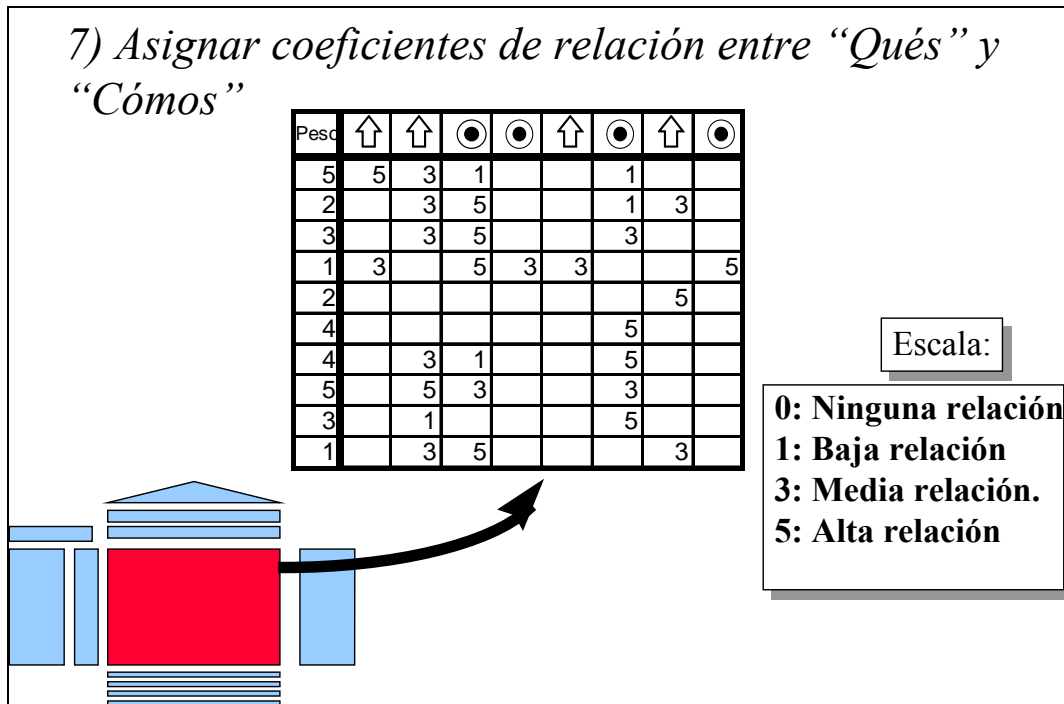 7) Asignar coeficientes de relación entre “Qués” y
“Cómos”
Peso
5 5 3 1 1
2 3 5 1 3
3 3 5 3
1 3 5 3 3 5
2 5
4 5
4 3 1 5
5 5 3 3
3 1 5
1 3 5 3
Escala:
0: Ninguna relación
1: Baja relación
3: Media relación.
5: Alta relación